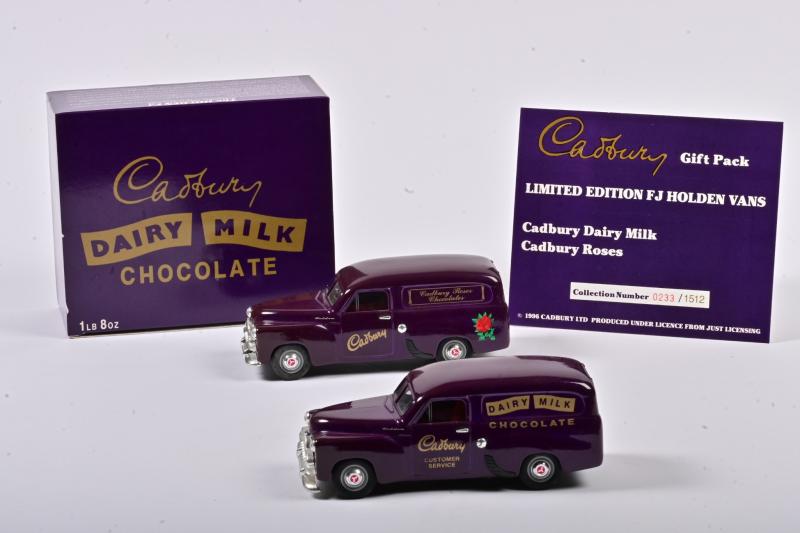 Cadbury
DAIRY MILK
CHOCOLATE
1LB 8OZ
Cadbury Gift Pack
LIMITED EDITION FJ HOLDEN VANS
Cadbury Dairy Milk
Cadbury Roses
Collection Number 0233 / 1512
© 1996 CADBURY LTD PRODUCED UNDER LICENCE FROM JUST LICENSING
Cadbury Roses
Chocolates
Holden
Cadbury
DAIRY MILK
CHOCOLATE
Holden
Cadbury
CUSTOMER
SERVICE